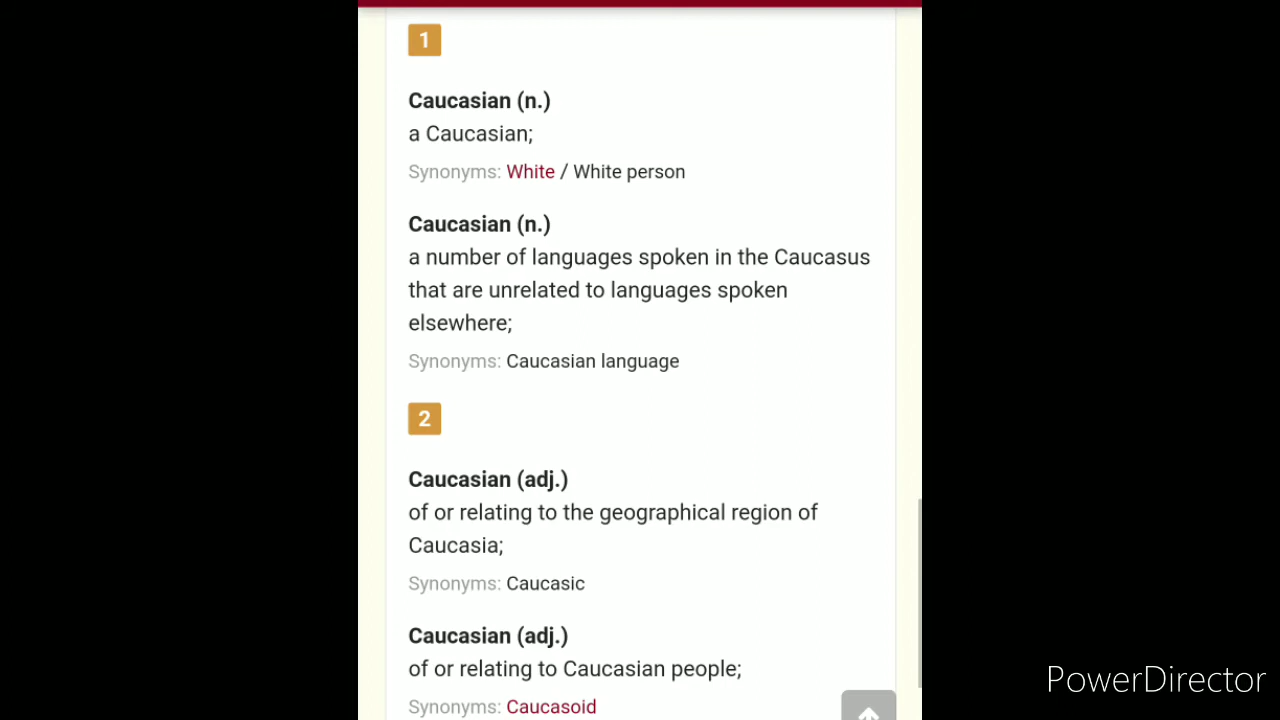 1
Caucasian (n.)
a Caucasian;
Synonyms: White / White person
Caucasian (n.)
a number of languages spoken in the Caucasus
that are unrelated to languages spoken
elsewhere;
Synonyms: Caucasian language
2
Caucasian (adj.)
of or relating to the geographical region of
Caucasia;
Synonyms: Caucasic
Caucasian (adj.)
of or relating to Caucasian people;
Synonyms: Caucasoid
PowerDirector